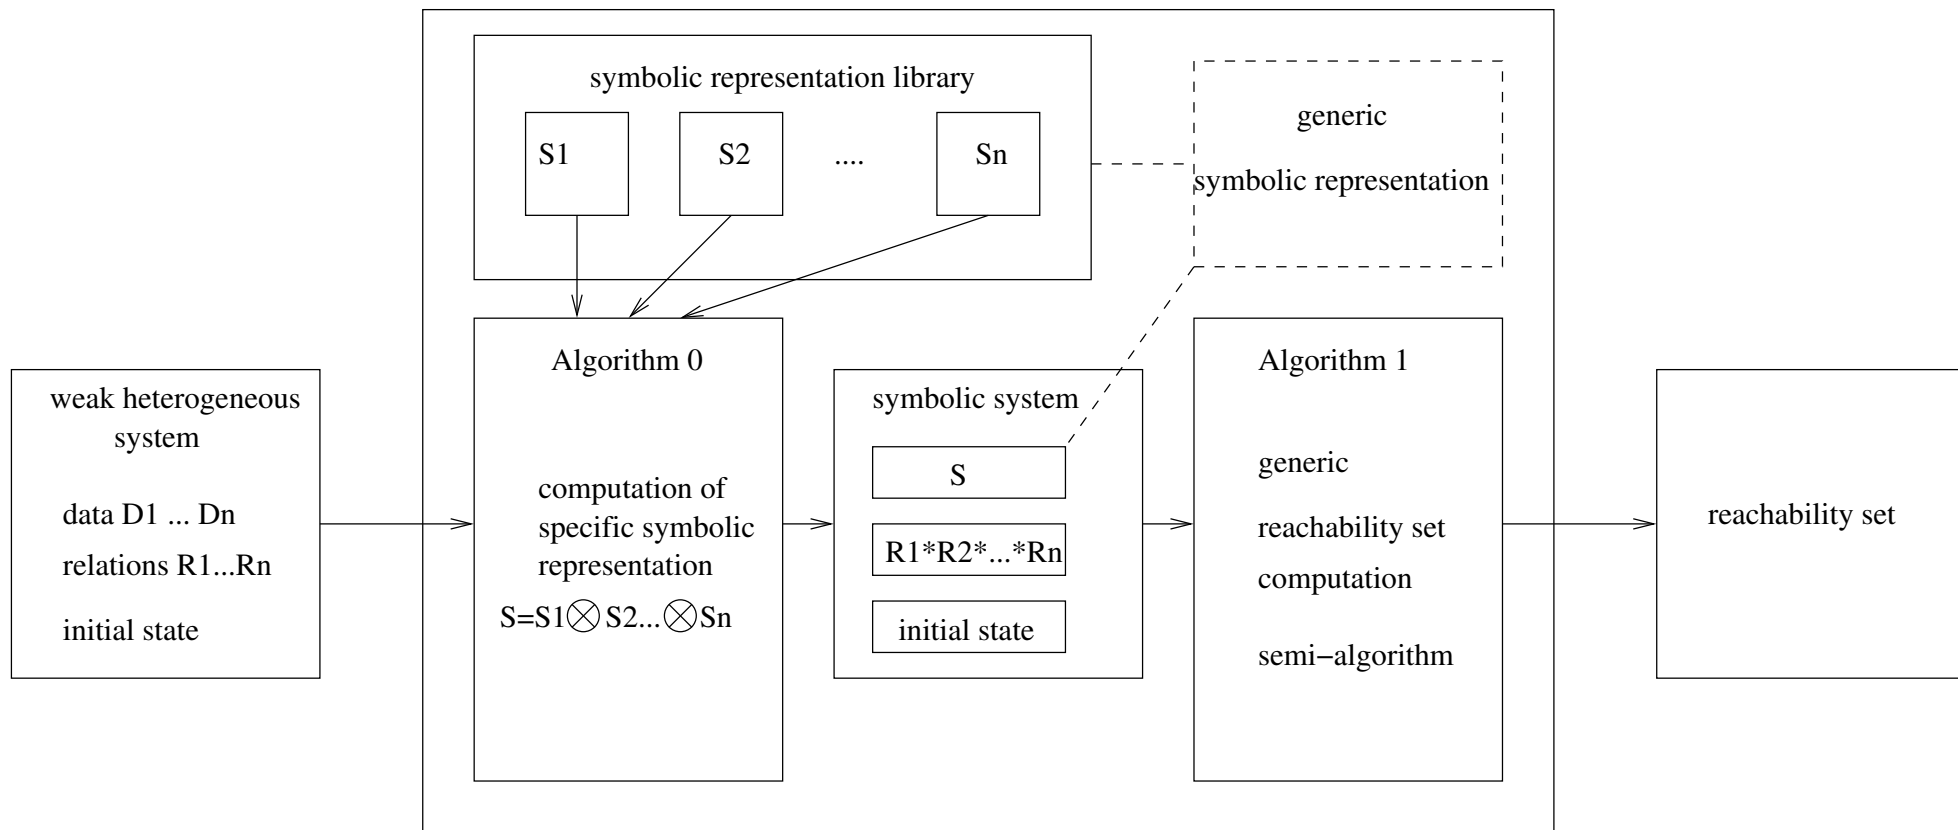 symbolic representation library
S1
S2
....
Sn
generic
symbolic representation
weak heterogeneous
system
data D1 ... Dn
relations R1...Rn
initial state
Algorithm 0
computation of
specific symbolic
representation
S=S1⊗S2...⊗Sn
symbolic system
S
R1*R2*...*Rn
initial state
Algorithm 1
generic
reachability set
computation
semi−algorithm
reachability set